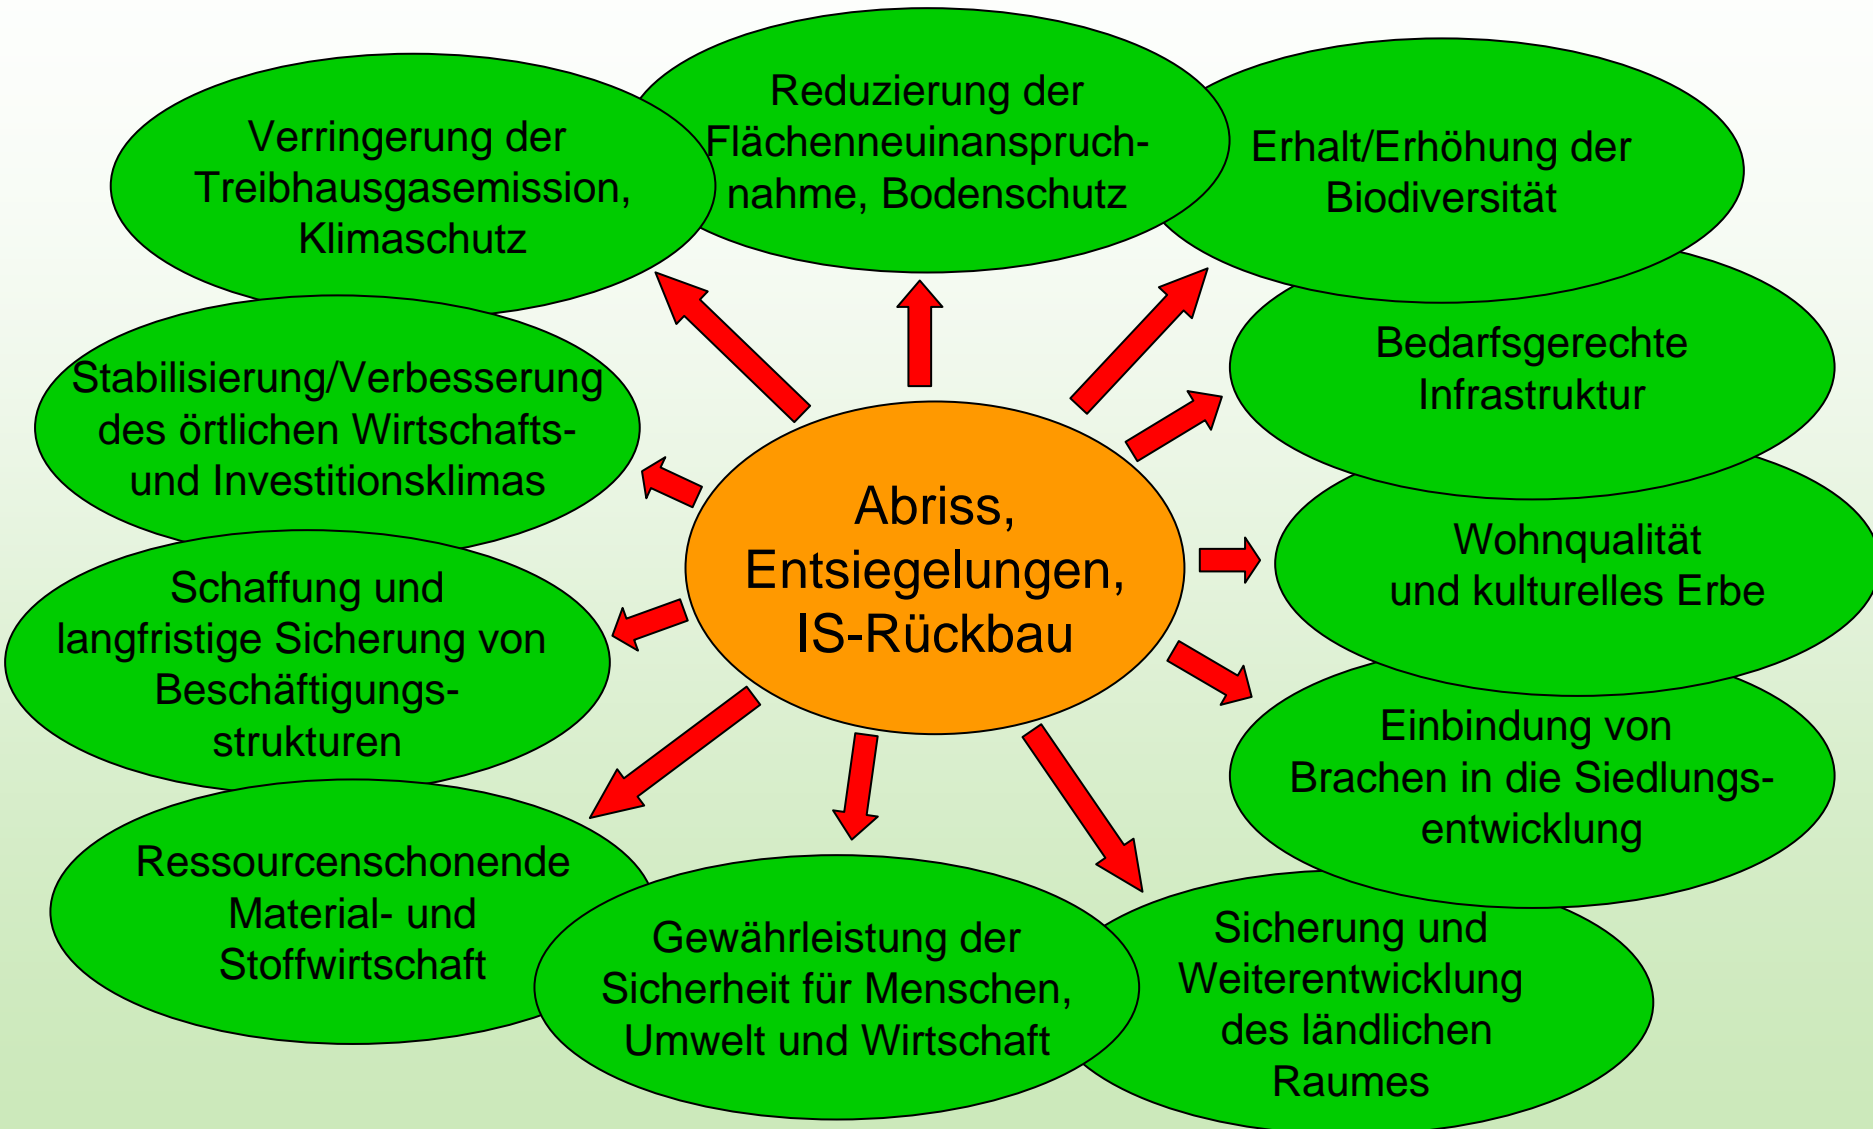 Reduzierung der
Flächenneuinanspruch-
nahme, Bodenschutz
Verringerung der
Treibhausgasemission,
Klimaschutz
Erhalt/Erhöhung der
Biodiversität
Stabilisierung/Verbesserung
des örtlichen Wirtschafts-
und Investitionsklimas
Bedarfsgerechte
Infrastruktur
Abriss,
Entsiegelungen,
IS-Rückbau
Wohnqualität
und kulturelles Erbe
Schaffung und
langfristige Sicherung von
Beschäftigungs-
strukturen
Einbindung von
Brachen in die Siedlungs-
entwicklung
Ressourcenschonende
Material- und
Stoffwirtschaft
Gewährleistung der
Sicherheit für Menschen,
Umwelt und Wirtschaft
Sicherung und
Weiterentwicklung
des ländlichen
Raumes